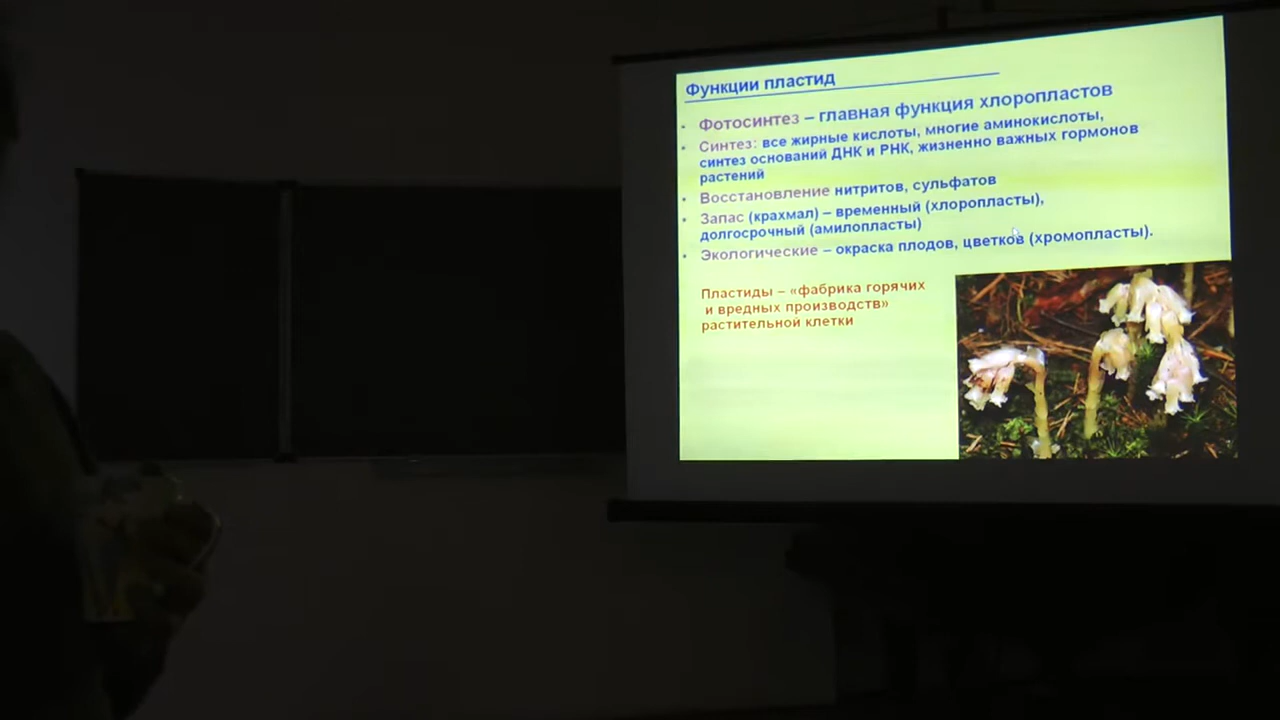 Функции пластид
• Фотосинтез – главная функция хлоропластов
• Синтез: все жирные кислоты, многие аминокислоты,
синтез оснований ДНК и РНК, жизненно важных гормонов
растений
• Восстановление нитритов, сульфатов
• Запас (крахмал) – временный (хлоропласты),
долгосрочный (амилопласты)
• Экологические – окраска плодов, цветков (хромопласты).
Пластиды – «фабрика горячих
и вредных производств»
растительной клетки